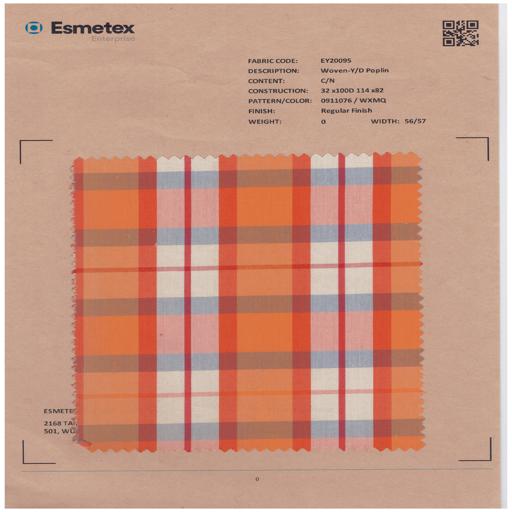 Esmetex
Enterprise
FABRIC CODE: EY20095
DESCRIPTION: Woven-Y/D Poplin
CONTENT: C/N
CONSTRUCTION: 32 x100D 114 x82
PATTERN/COLOR: 0911076 / WXMQ
FINISH: Regular Finish
WEIGHT: 0 WIDTH: 56/57
ESMETE
2168 TA
501, WU
0